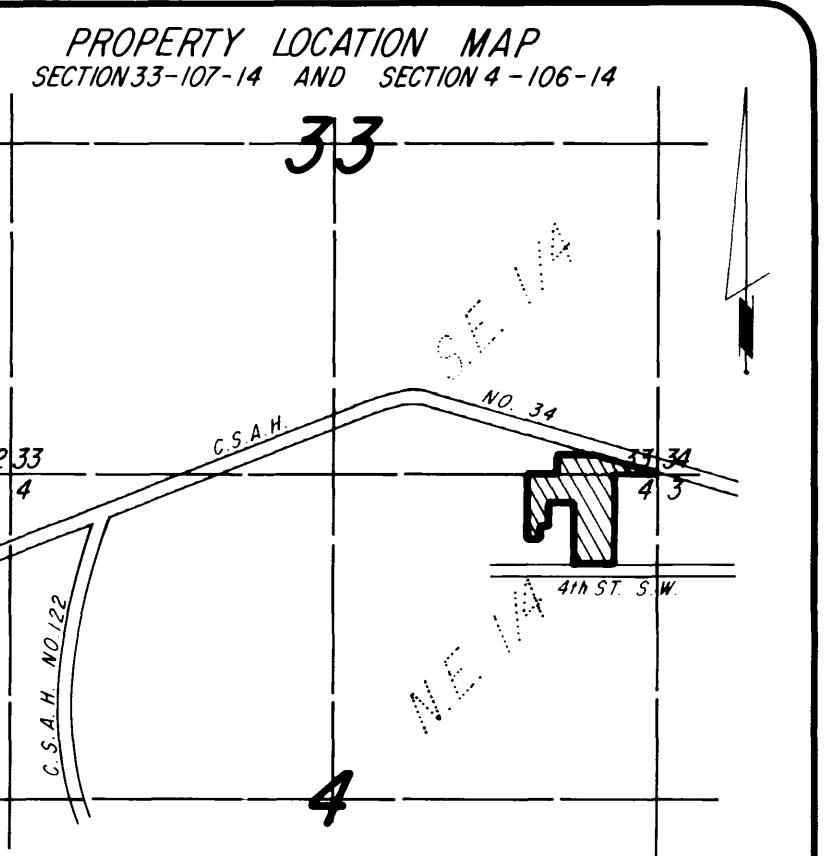 PROPERTY LOCATION MAP
SECTION 33-107-14 AND SECTION 4-106-14
33
S.E. 1/4
NO. 34
C.S.A.H.
2 33
4
33 34
4 3
4th ST. S.W.
N.E. 1/4
C.S.A.H. NO. 122
4